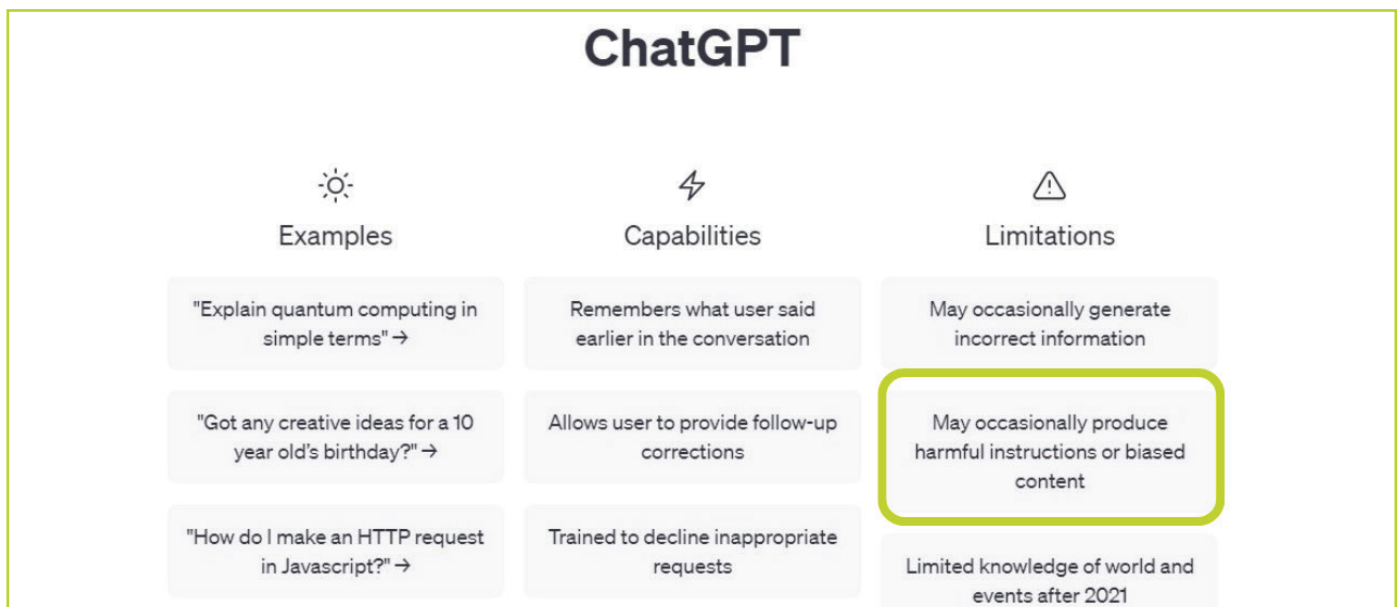 ChatGPT
Examples
"Explain quantum computing in
simple terms" →
"Got any creative ideas for a 10
year old's birthday?" →
"How do I make an HTTP request
in Javascript?" →
Capabilities
Remembers what user said
earlier in the conversation
Allows user to provide follow-up
corrections
Trained to decline inappropriate
requests
Limitations
May occasionally generate
incorrect information
May occasionally produce
harmful instructions or biased
content
Limited knowledge of world and
events after 2021